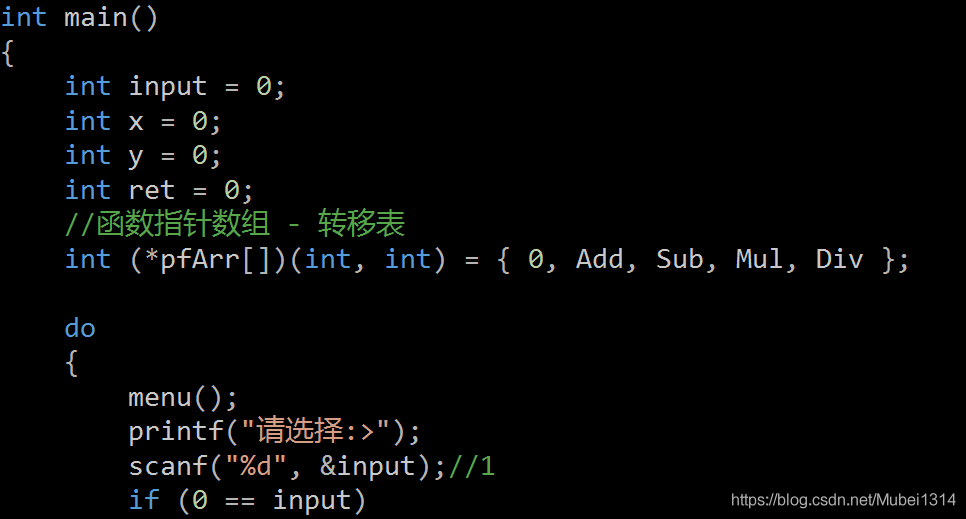 int main()
{
    int input = 0;
    int x = 0;
    int y = 0;
    int ret = 0;
    //函数指针数组 - 转移表
    int (*pfArr[])(int, int) = { 0, Add, Sub, Mul, Div };
    do
    {
        menu();
        printf("请选择:>");
        scanf("%d", &input);//1
        if (0 == input)
https://blog.csdn.net/Mubei1314